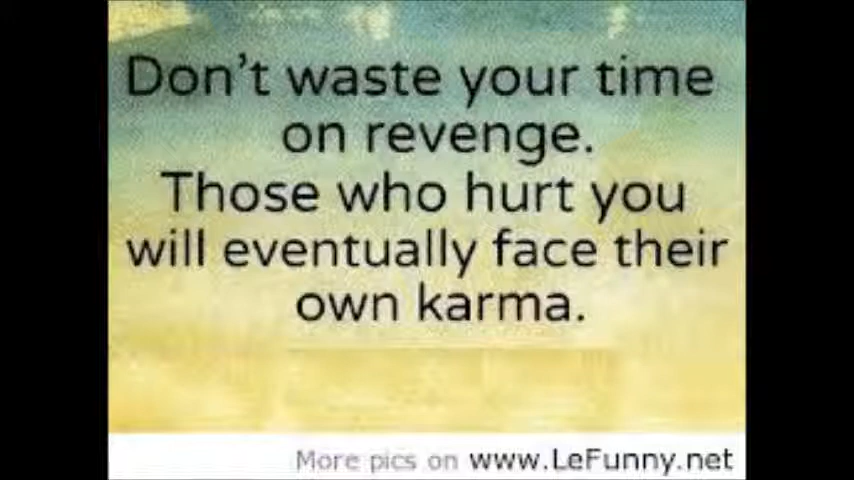 Don't waste your time
on revenge.
Those who hurt you
will eventually face their
own karma.
More pics on www.LeFunny.net